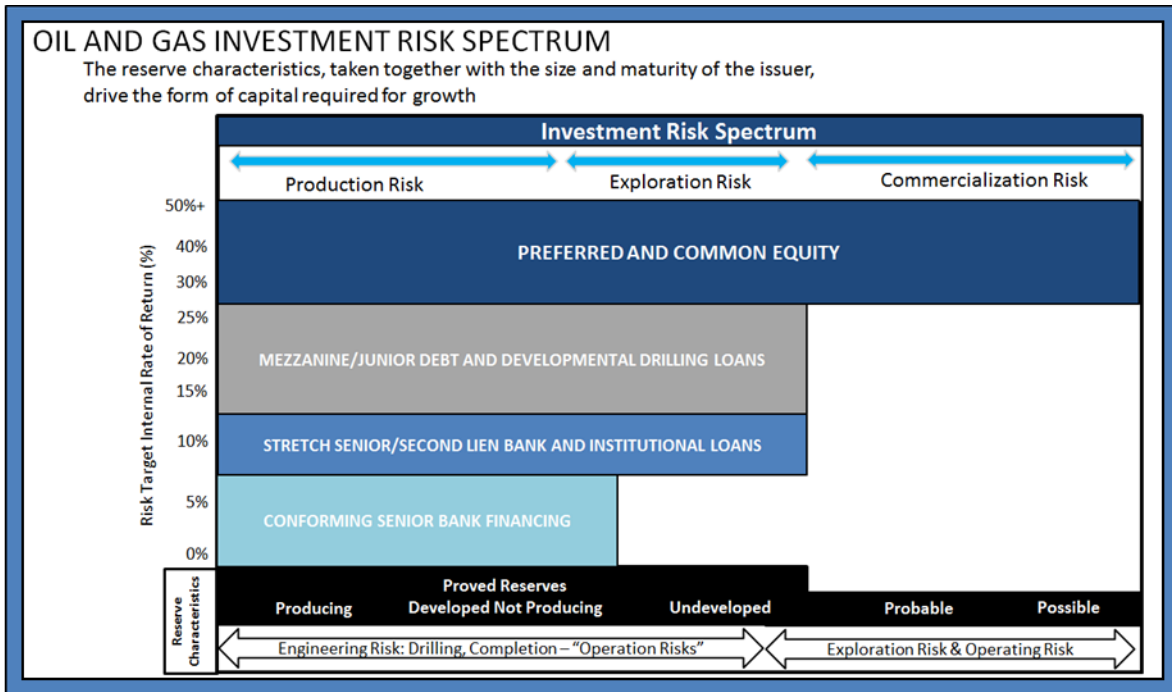 OIL AND GAS INVESTMENT RISK SPECTRUM
The reserve characteristics, taken together with the size and maturity of the issuer,
drive the form of capital required for growth
Investment Risk Spectrum
Production Risk
Exploration Risk
Commercialization Risk
Risk Target Internal Rate of Return (%)
50%+
40%
30%
25%
20%
15%
10%
5%
0%
PREFERRED AND COMMON EQUITY
MEZZANINE/JUNIOR DEBT AND DEVELOPMENTAL DRILLING LOANS
STRETCH SENIOR/SECOND LIEN BANK AND INSTITUTIONAL LOANS
CONFORMING SENIOR BANK FINANCING
Reserve
Characteristics
Proved Reserves
Producing
Developed Not Producing
Undeveloped
Probable
Possible
Engineering Risk: Drilling, Completion – “Operation Risks”
Exploration Risk & Operating Risk